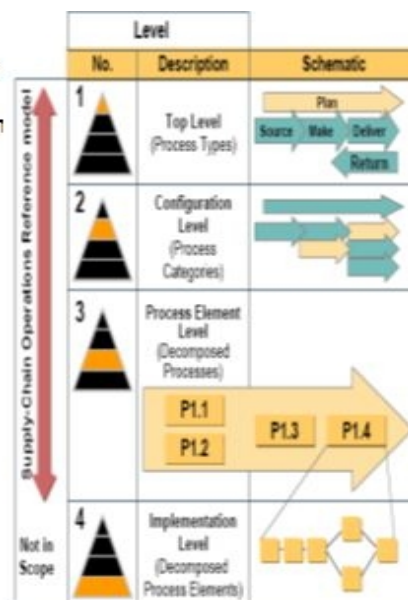 Level
No.
Description
Schematic
Supply-Chain Operations Reference model
1
Top Level
(Process Types)
Plan
Source
Make
Deliver
Return
2
Configuration
Level
(Process
Categories)
3
Process Element
Level
(Decomposed
Processes)
P1.1
P1.2
P1.3
P1.4
Not in
Scope
4
Implementation
Level
(Decomposed
Process Elements)